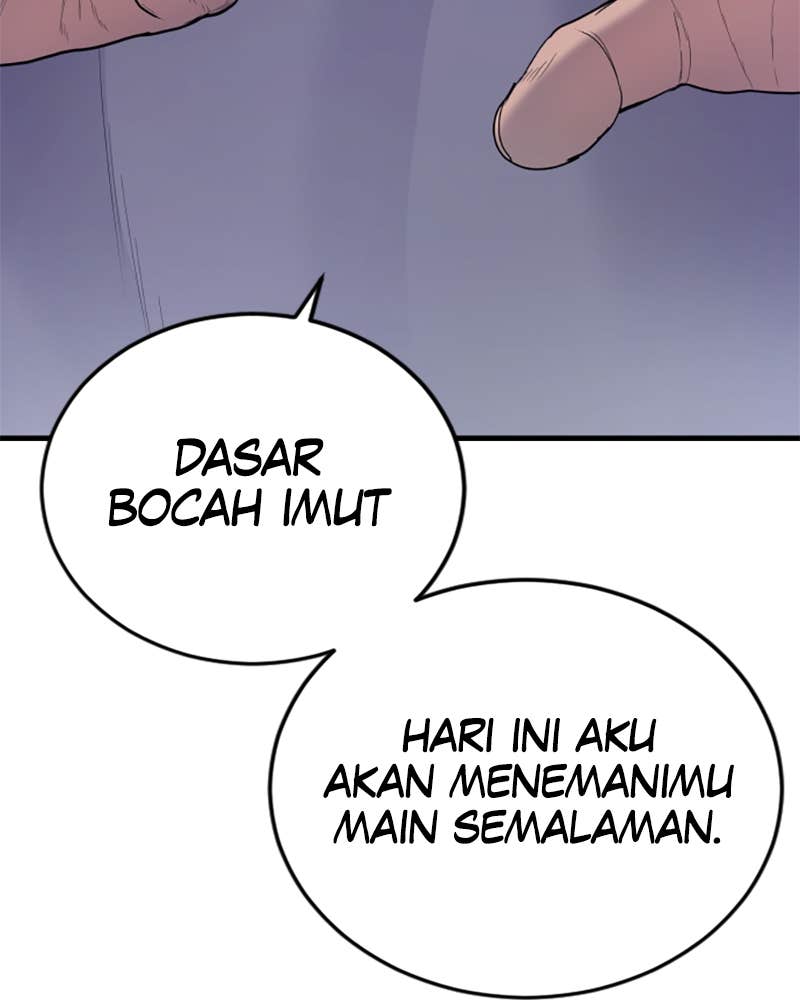 DASAR
BOCAH IMUT
HARI INI AKU
AKAN MENEMANIMU
MAIN SEMALAMAN.